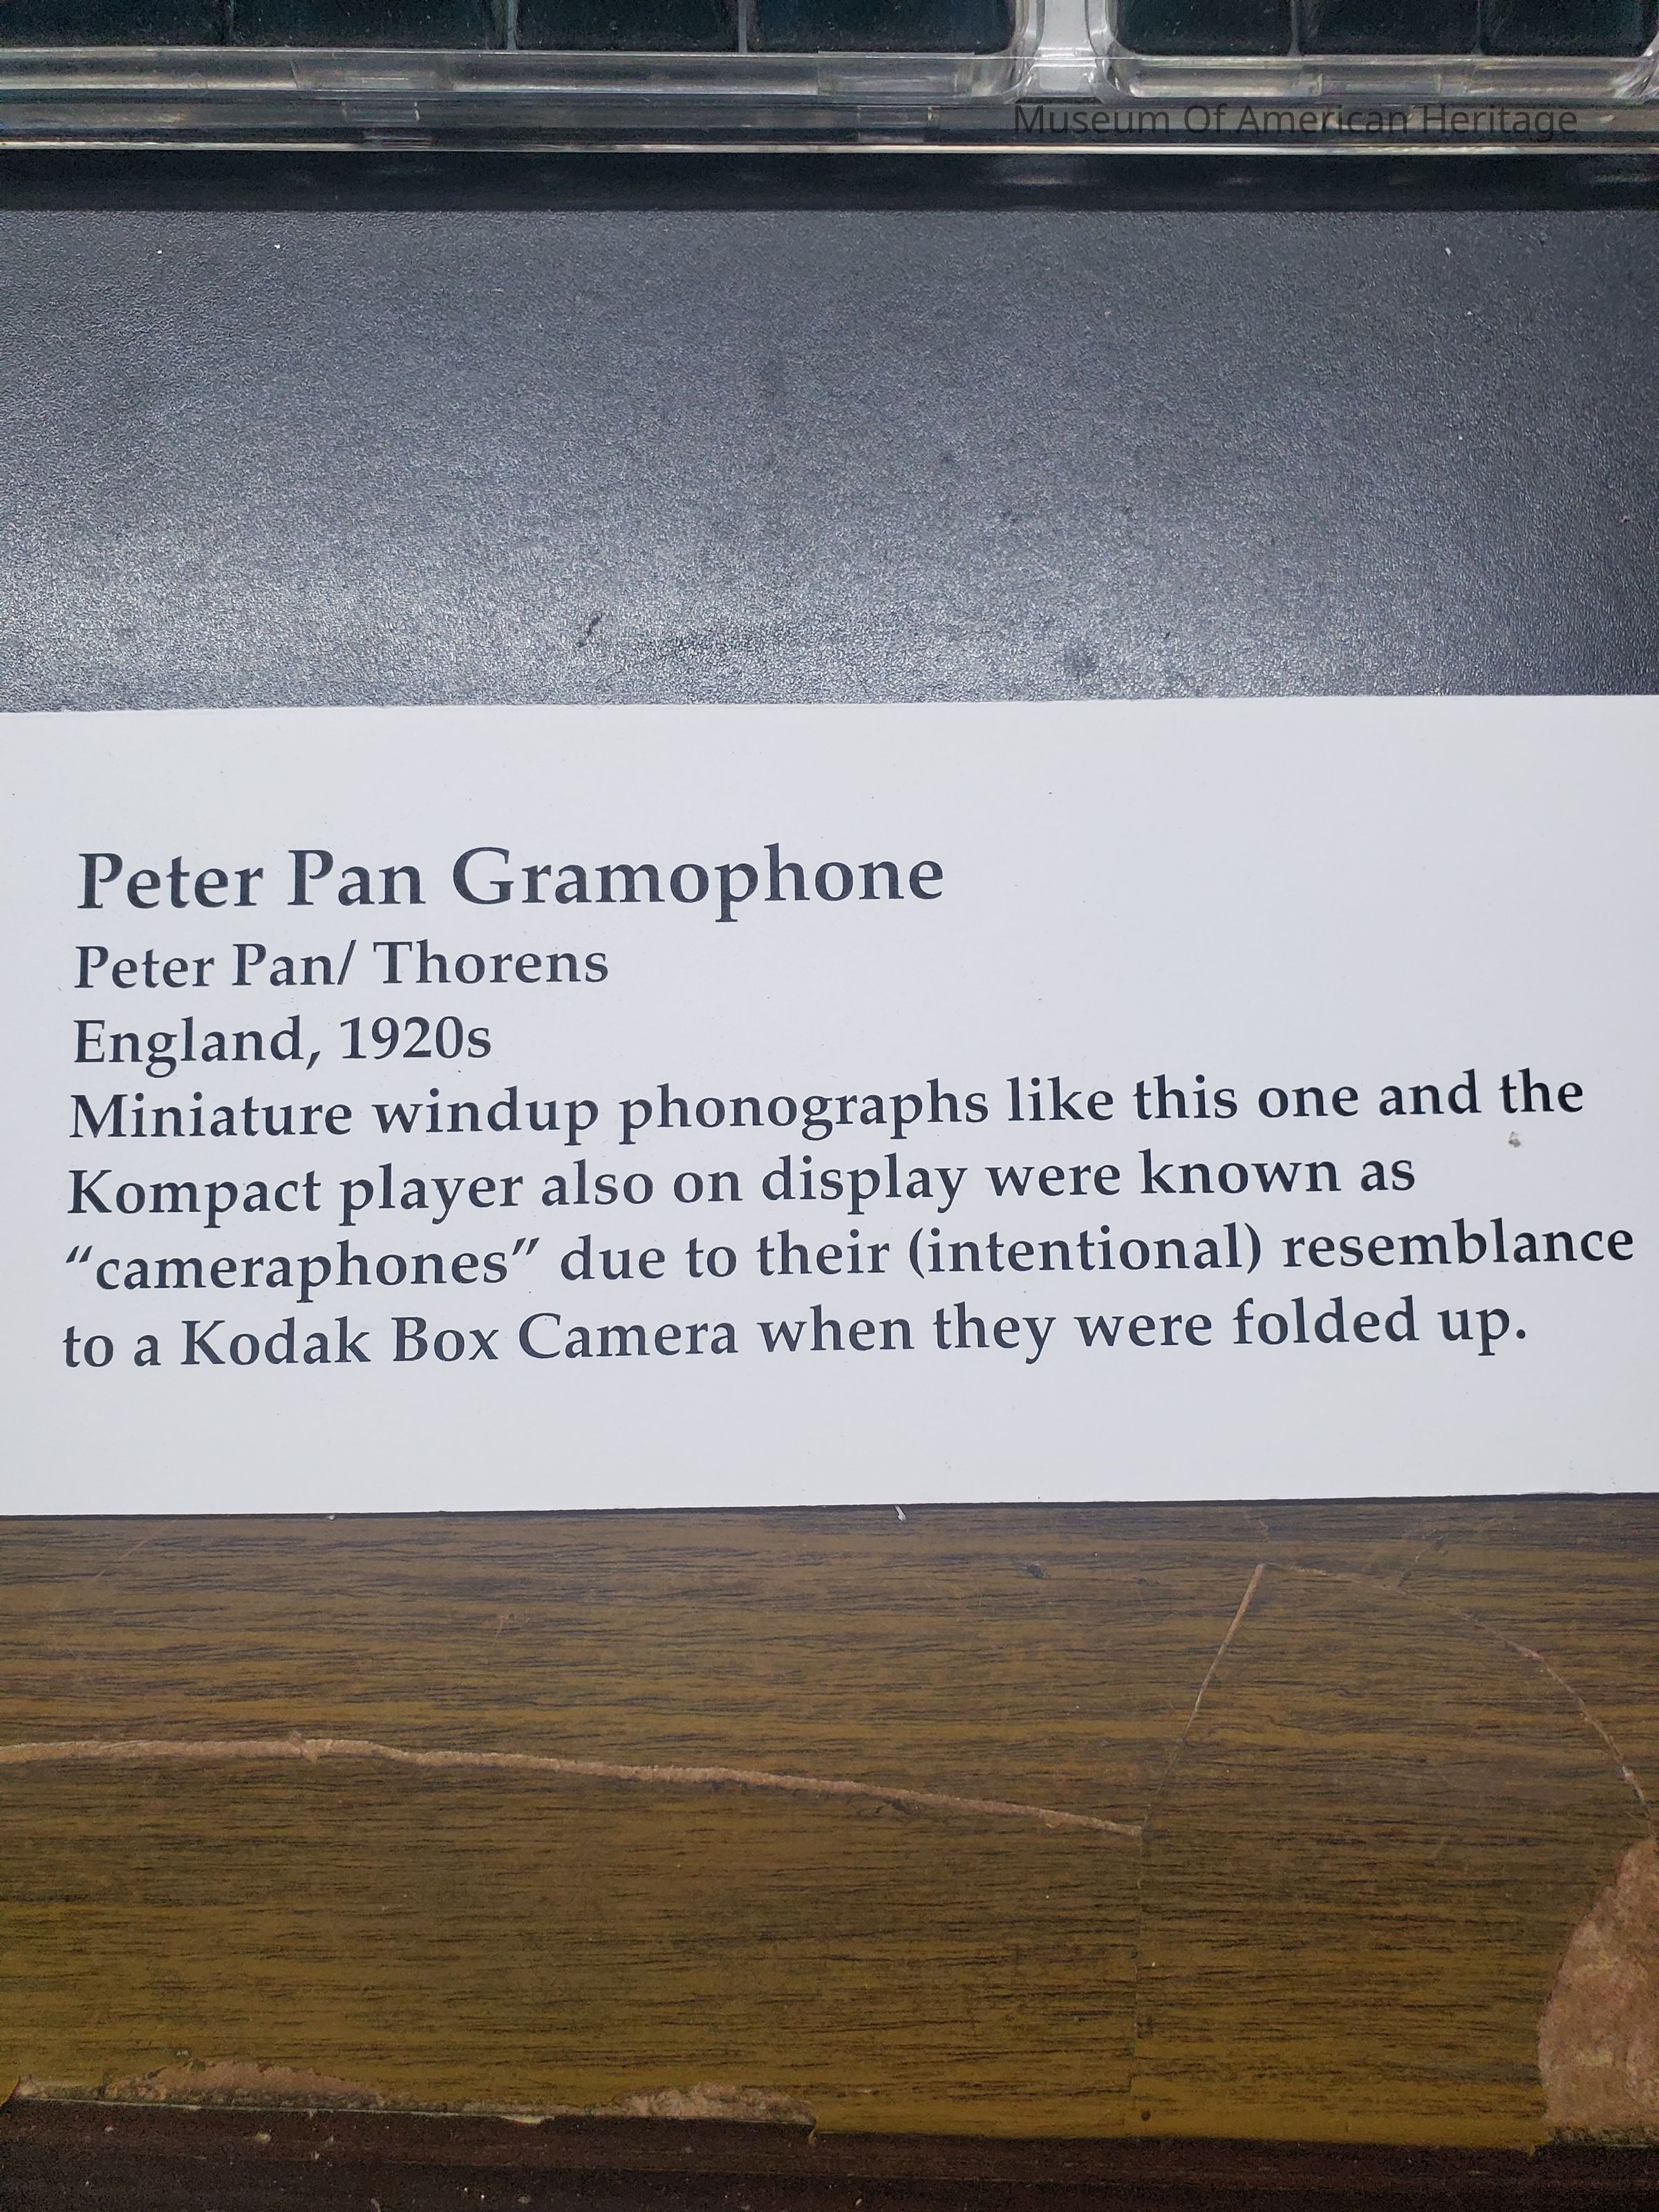 Museum Of American Heritage
Peter Pan Gramophone
Peter Pan/ Thorens
England, 1920s
Miniature windup phonographs like this one and the
Kompact player also on display were known as
“cameraphones” due to their (intentional) resemblance
to a Kodak Box Camera when they were folded up.